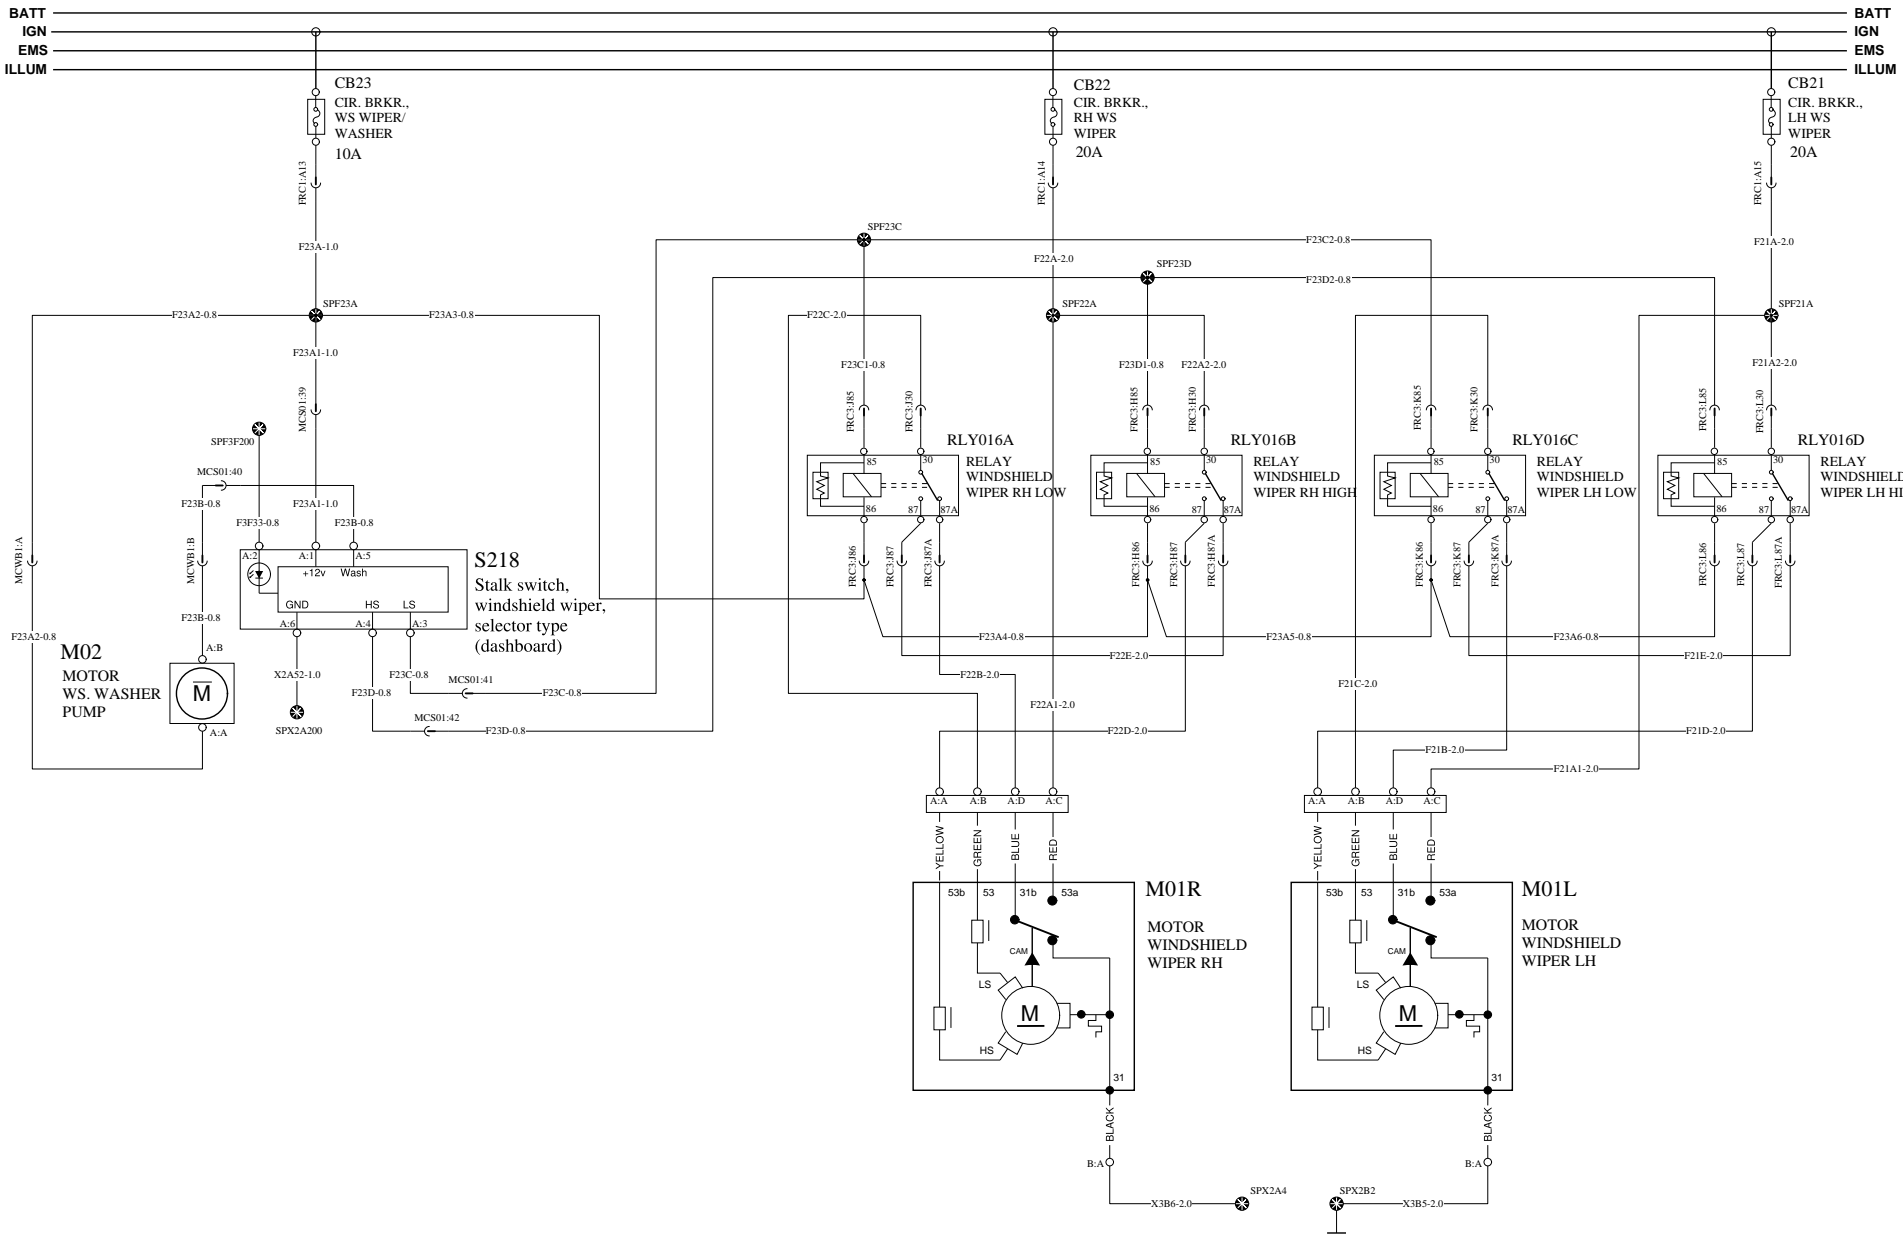 BATT
IGN
EMS
ILLUM
BATT
IGN
EMS
ILLUM
CB23
CIR. BRKR.,
WS WIPER/
WASHER
10A
CB22
CIR. BRKR.,
RH WS
WIPER
20A
CB21
CIR. BRKR.,
LH WS
WIPER
20A
FRC1:A13
FRC1:A14
FRC1:A15
F23A-1.0
SPF23C
F23C2-0.8
F21A-2.0
F22A-2.0
SPF23D
F23D2-0.8
SPF23A
F23A2-0.8
F23A3-0.8
F22C-2.0
SPF22A
SPF21A
F23A1-1.0
F23C1-0.8
F23D1-0.8
F22A2-2.0
F21A2-2.0
MCS01:39
FRC3:J85
FRC3:J30
FRC3:H85
FRC3:H30
FRC3:K85
FRC3:K30
FRC3:L85
FRC3:L30
SPF3F200
MCS01:40
F23B-0.8
F3F33-0.8
F23A1-1.0
F23B-0.8
RLY016A
RELAY
WINDSHIELD
WIPER RH LOW
85
30
86
87
87A
RLY016B
RELAY
WINDSHIELD
WIPER RH HIGH
85
30
86
87
87A
RLY016C
RELAY
WINDSHIELD
WIPER LH LOW
85
30
86
87
87A
RLY016D
RELAY
WINDSHIELD
WIPER LH HI
85
30
86
87
87A
MCWB1:A
MCWB1:B
A:2
A:1
A:5
+12v
Wash
GND
HS
LS
A:6
A:4
A:3
S218
Stalk switch,
windshield wiper,
selector type
(dashboard)
FRC3:J86
FRC3:J87
FRC3:J87A
FRC3:H86
FRC3:H87
FRC3:H87A
FRC3:K86
FRC3:K87
FRC3:K87A
FRC3:L86
FRC3:L87
FRC3:L87A
F23B-0.8
F23A2-0.8
F23A4-0.8
F23A5-0.8
F23A6-0.8
M02
MOTOR
WS. WASHER
PUMP
A:B
M
A:A
F22E-2.0
F21E-2.0
X2A52-1.0
F23D-0.8
F23C-0.8
MCS01:41
F23C-0.8
F22B-2.0
F21C-2.0
F22A1-2.0
SPX2A200
MCS01:42
F23D-0.8
F22D-2.0
F21D-2.0
F21B-2.0
F21A1-2.0
A:A
A:B
A:D
A:C
A:A
A:B
A:D
A:C
YELLOW
GREEN
BLUE
RED
YELLOW
GREEN
BLUE
RED
53b
53
31b
53a
CAM
LS
M
HS
31
M01R
MOTOR
WINDSHIELD
WIPER RH
53b
53
31b
53a
CAM
LS
M
HS
31
M01L
MOTOR
WINDSHIELD
WIPER LH
BLACK
BLACK
B:A
B:A
X3B6-2.0
SPX2A4
SPX2B2
X3B5-2.0